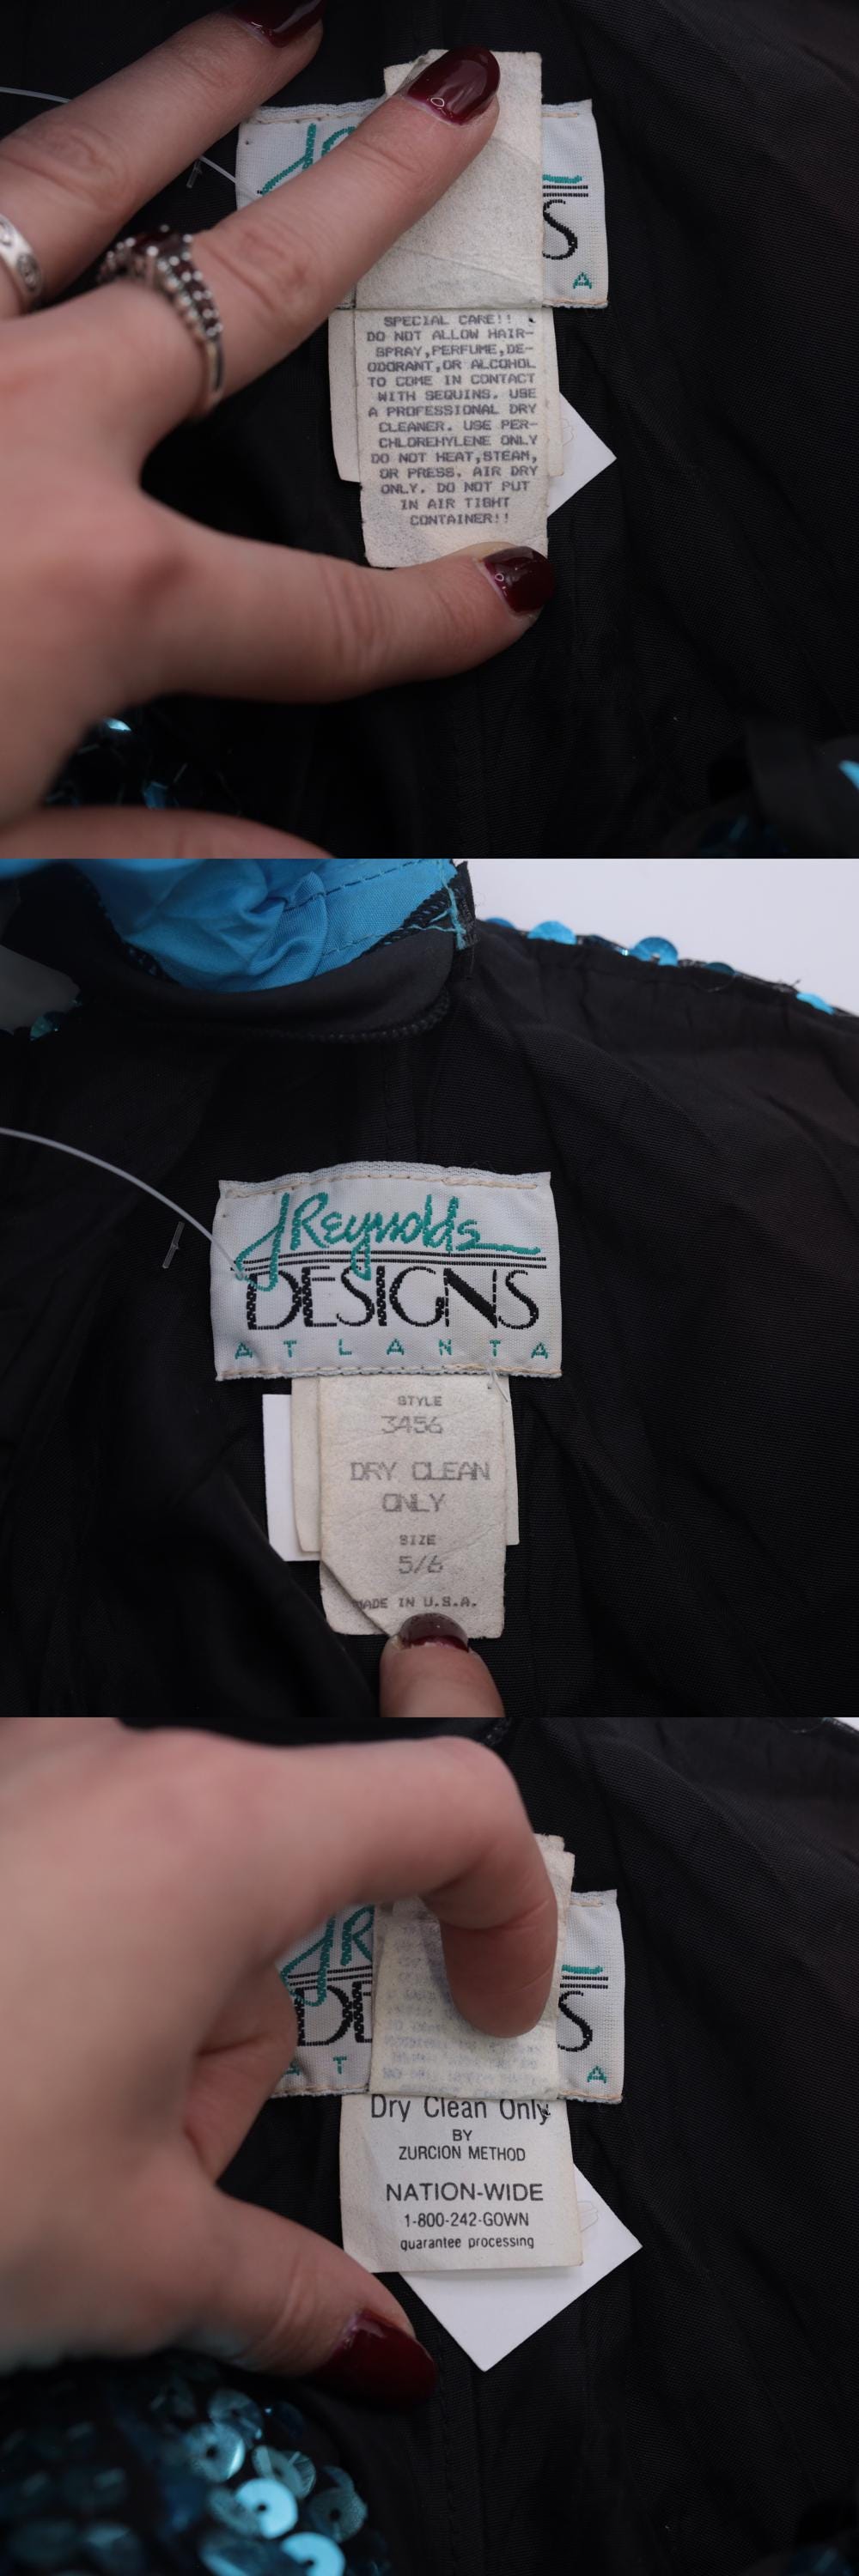 S
A
SPECIAL CARE!!
DO NOT ALLOW HAIR-
SPRAY,PERFUME,DE-
ODORANT,OR ALCOHOL
TO COME IN CONTACT
WITH SEQUINS. USE
A PROFESSIONAL DRY
CLEANER. USE PER-
CHLOREHYLENE ONLY
DO NOT HEAT,STEAM,
OR PRESS. AIR DRY
ONLY. DO NOT PUT
IN AIR TIGHT
CONTAINER!!
J Reynolds
DESIGNS
ATLANTA
STYLE
3456
DRY CLEAN
ONLY
SIZE
5/6
MADE IN U.S.A.
J R
DE S
A T A
Dry Clean Only
BY
ZURCION METHOD
NATION-WIDE
1-800-242-GOWN
guarantee processing